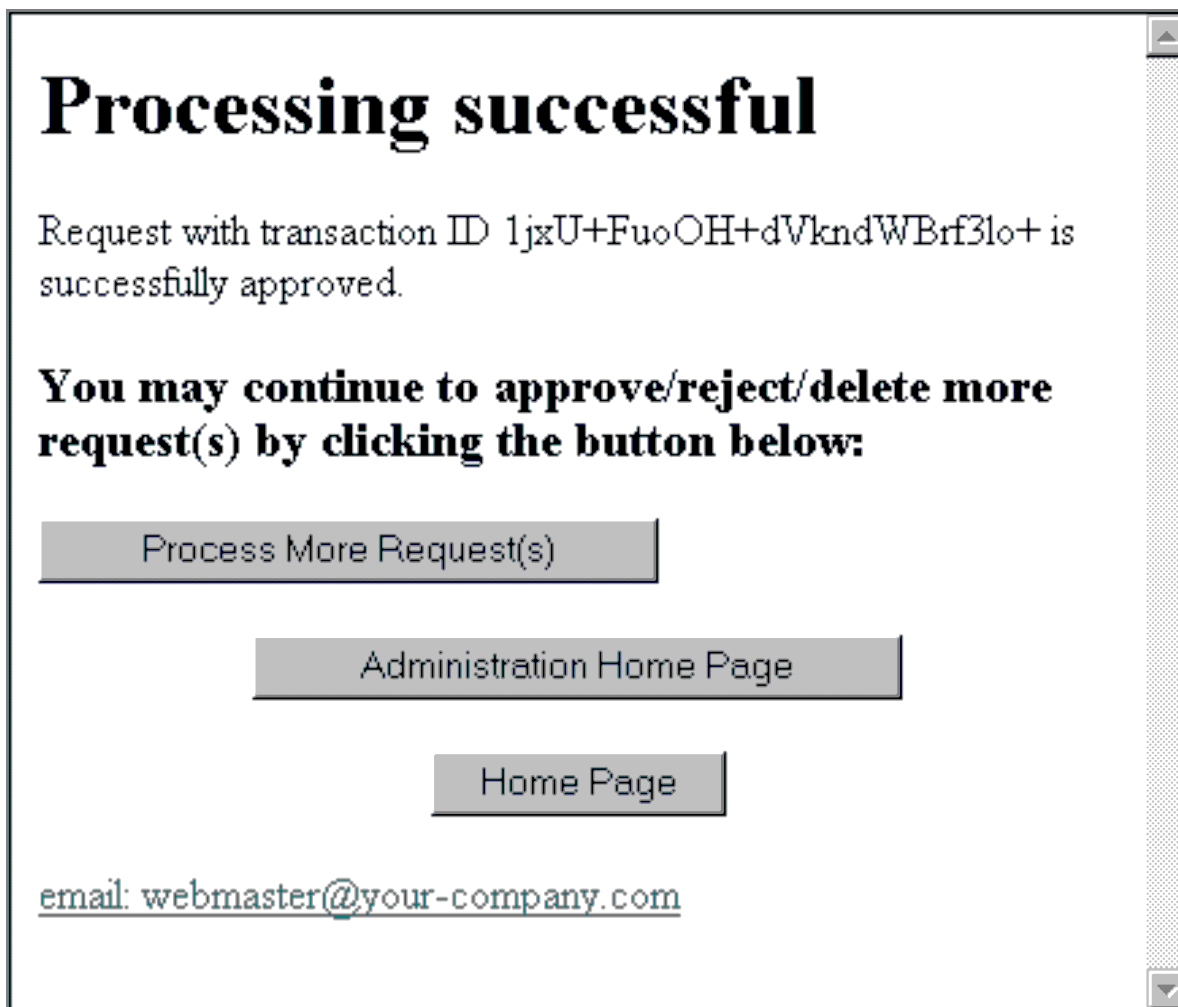 Processing successful
Request with transaction ID 1jxU+FuoOH+dVkndWBrf3lo+ is
successfully approved.
You may continue to approve/reject/delete more
request(s) by clicking the button below:
Process More Request(s)
Administration Home Page
Home Page
email: webmaster@your-company.com